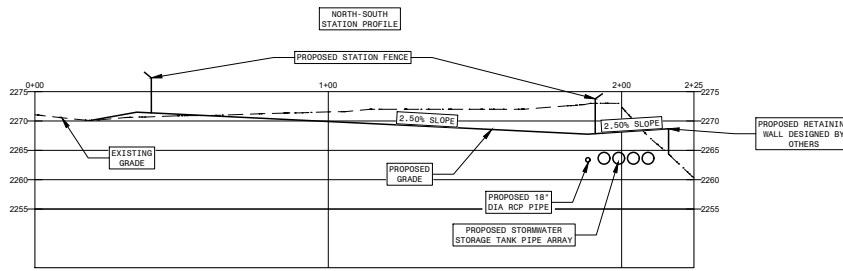 NORTH-SOUTH
STATION PROFILE
PROPOSED STATION FENCE
0+00
1+00
2+00
2+25
2275
2275
2270
2.50% SLOPE
2.50% SLOPE
2270
PROPOSED RETAINING
WALL DESIGNED BY
OTHERS
EXISTING
GRADE
2265
2265
PROPOSED
GRADE
2260
2260
PROPOSED 18"
DIA RCP PIPE
2255
2255
PROPOSED STORMWATER
STORAGE TANK PIPE ARRAY